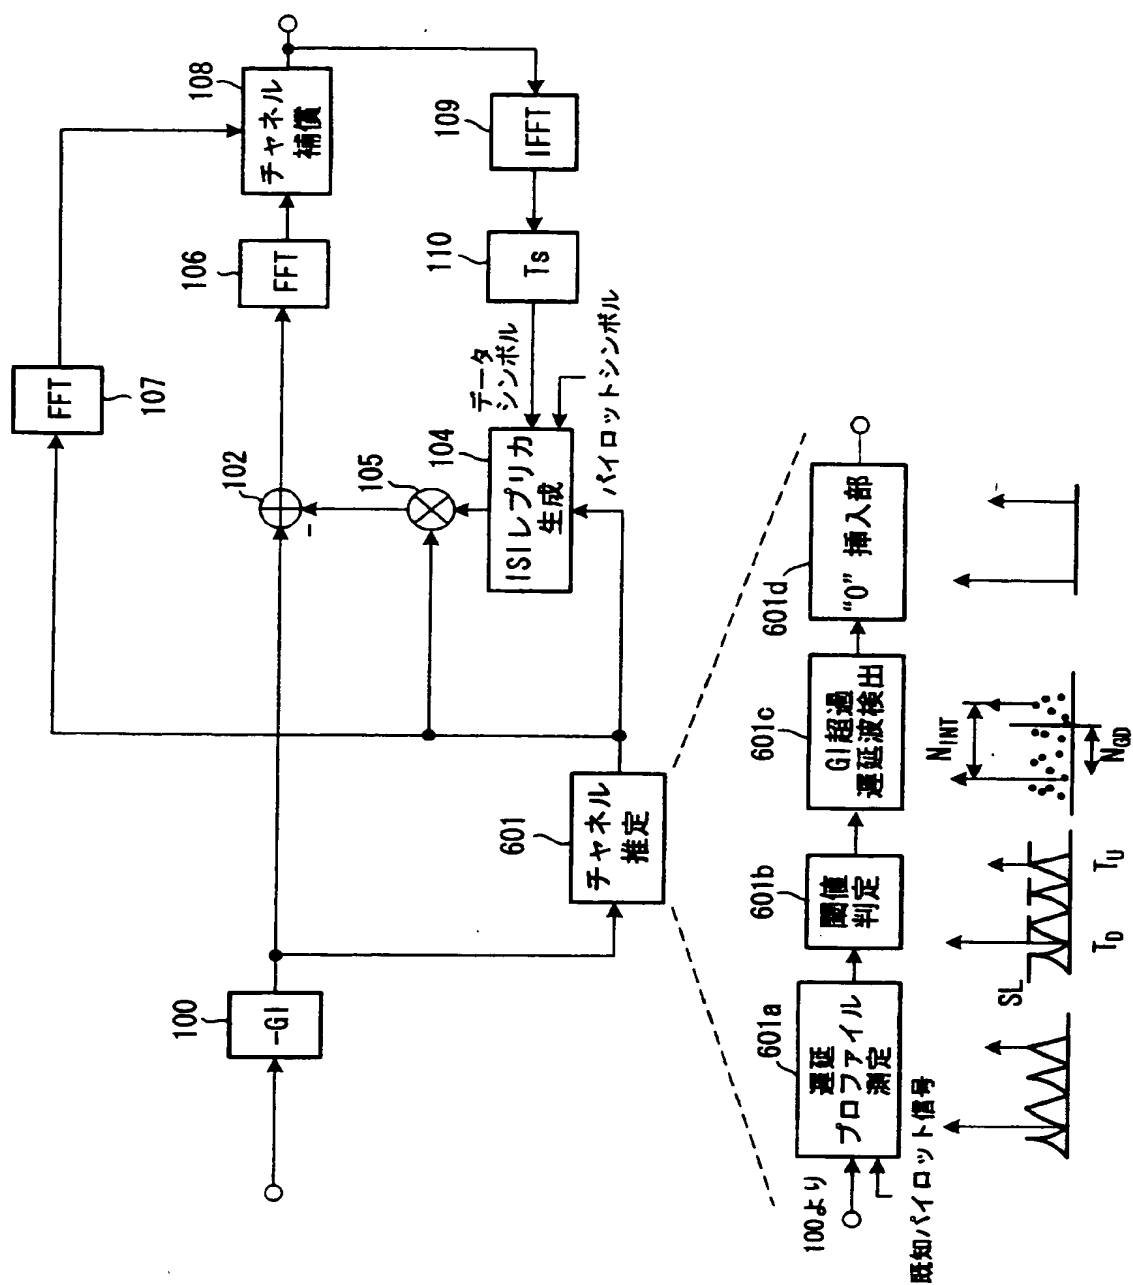 FFT
107
100
-GI
102
-
106
FFT
108
チャネル
補償
105
104
ISIレプリカ
生成
データ
シンボル
パイロットシンボル
110
Ts
109
IFFT
601
チャネル
推定
100より
既知パイロット信号
601a
遅延
プロファイル
測定
601b
閾値
判定
601c
GI超過
遅延波検出
601d
“0”挿入部
SL
TD
TU
NINT
NGD